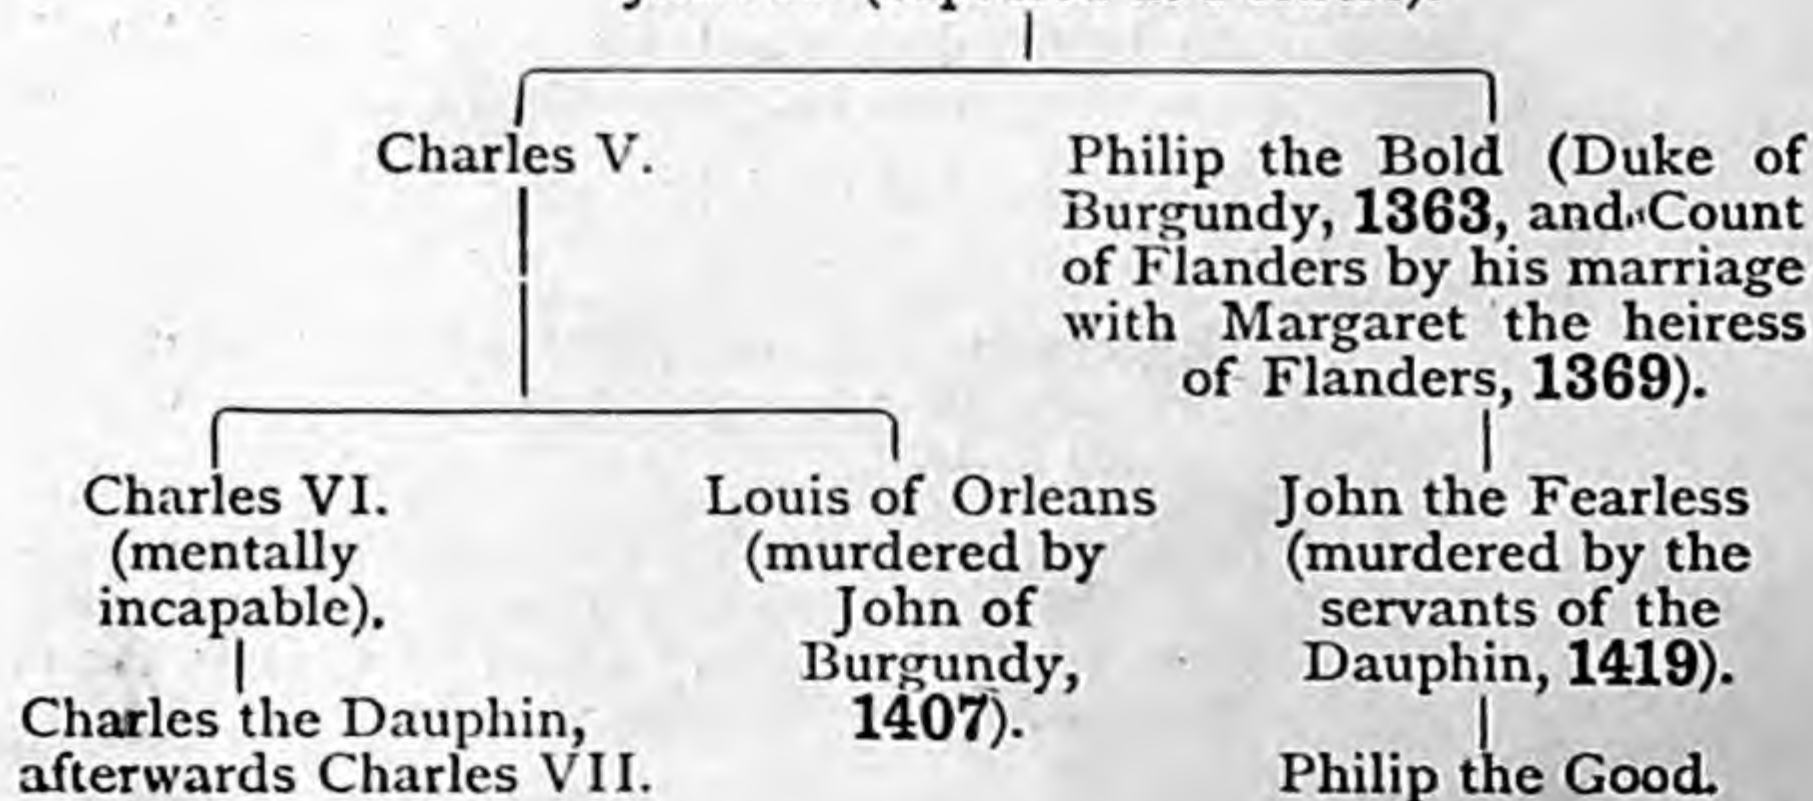 Charles V.
Philip the Bold (Duke of
Burgundy, 1363, and Count
of Flanders by his marriage
with Margaret the heiress
of Flanders, 1369).
Charles VI.
(mentally
incapable).
Louis of Orleans
(murdered by
John of
Burgundy,
1407).
John the Fearless
(murdered by the
servants of the
Dauphin, 1419).
Charles the Dauphin,
afterwards Charles VII.
Philip the Good.